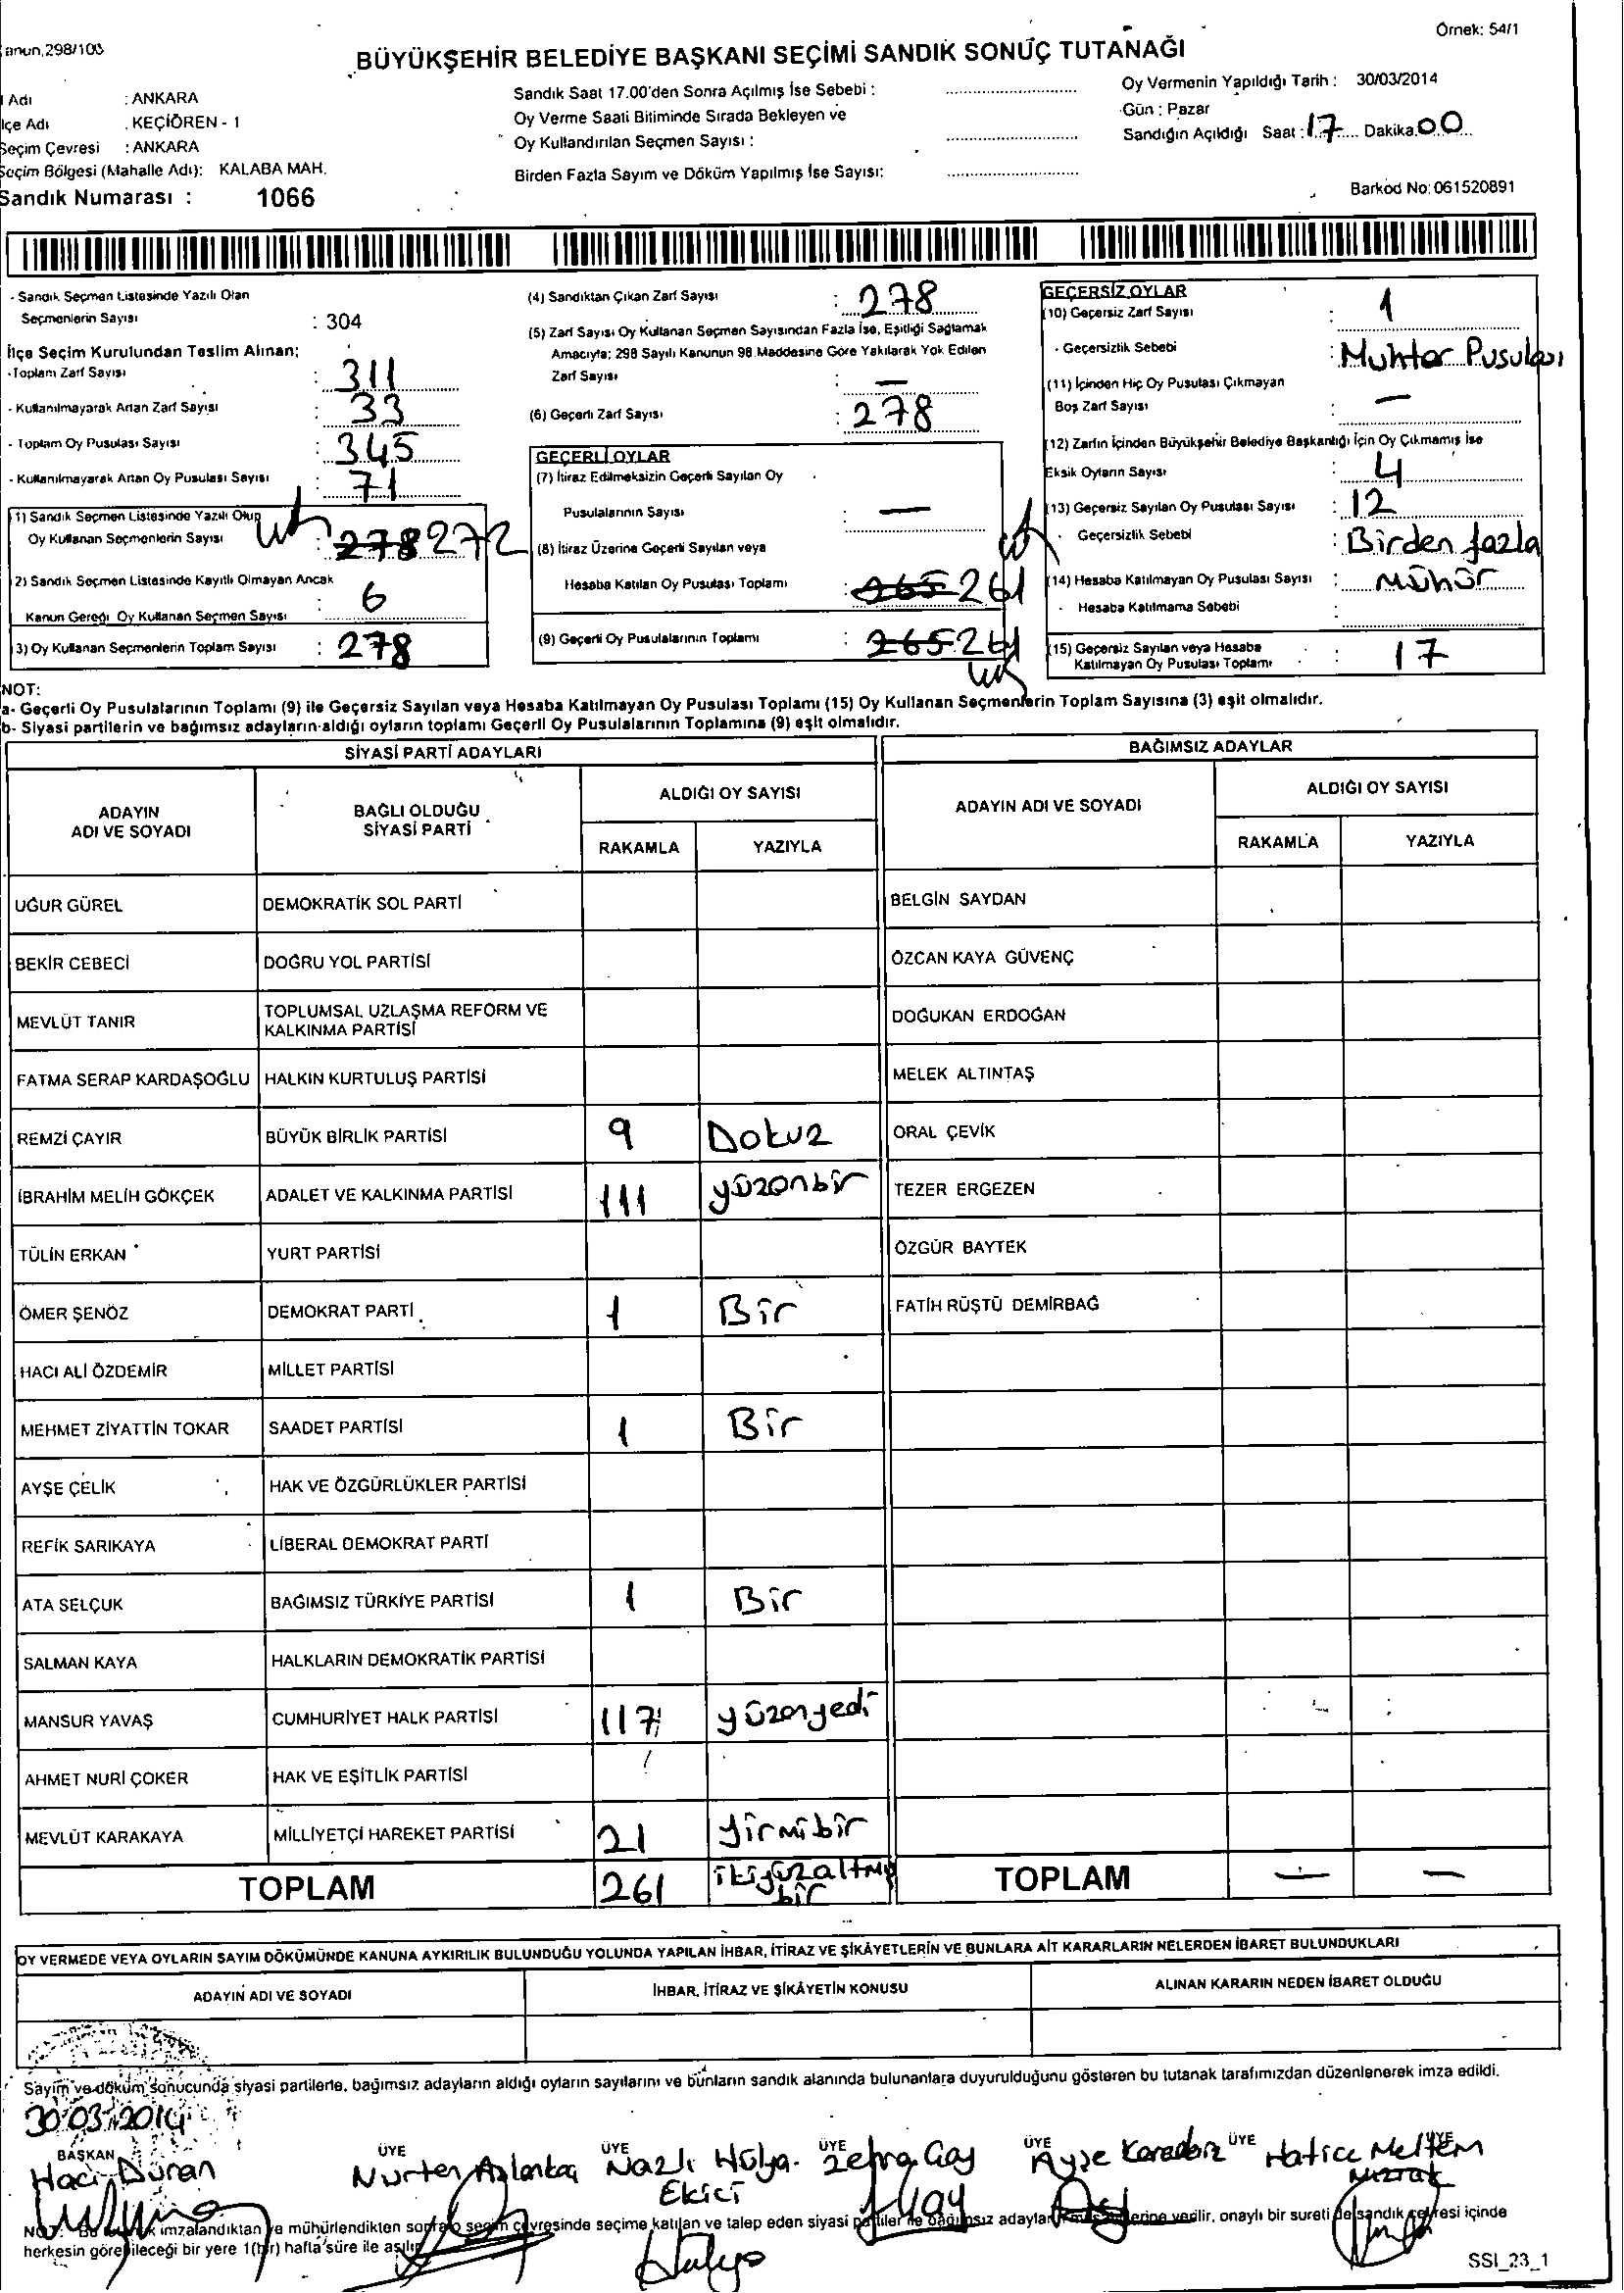 Örnek: 54/1
anun,298/103
BÜYÜKŞEHİR BELEDİYE BAŞKANI SEÇİMİ SANDIK SONUÇ TUTANAĞI
Adı : ANKARA
lçe Adı . KEÇİÖREN - 1
Seçim Çevresi : ANKARA
Seçim Bölgesi (Mahalle Adı): KALABA MAH.
Sandık Numarası : 1066
Sandık Saat 17.00'den Sonra Açılmış İse Sebebi :
Oy Verme Saati Bitiminde Sırada Bekleyen ve
Oy Kullandırılan Seçmen Sayısı :
Birden Fazla Sayım ve Döküm Yapılmış İse Sayısı:
Oy Vermenin Yapıldığı Tarih : 30/03/2014
Gün : Pazar
Sandığın Açıldığı Saat : 17 Dakika 00
Barkod No: 061520891
- Sandık Seçmen Listesinde Yazılı Olan
Seçmenlerin Sayısı : 304
İlçe Seçim Kurulundan Teslim Alınan;
-Toplam Zarf Sayısı : 311
- Kullanılmayarak Artan Zarf Sayısı : 33
- Toplam Oy Pusulası Sayısı : 345
- Kullanılmayarak Artan Oy Pusulası Sayısı : 71
1) Sandık Seçmen Listesinde Yazılı Olup
Oy Kullanan Seçmenlerin Sayısı : 278 272
2) Sandık Seçmen Listesinde Kayıtlı Olmayan Ancak
Kanun Gereği Oy Kullanan Seçmen Sayısı : 6
3) Oy Kullanan Seçmenlerin Toplam Sayısı : 278
(4) Sandıktan Çıkan Zarf Sayısı : 278
(5) Zarf Sayısı Oy Kullanan Seçmen Sayısından Fazla İse, Eşitliği Sağlamak
Amacıyla; 298 Sayılı Kanunun 98 Maddesine Göre Yakılarak Yok Edilen
Zarf Sayısı : —
(6) Geçerli Zarf Sayısı : 278
GEÇERLİ OYLAR
(7) İtiraz Edilmeksizin Geçerli Sayılan Oy
Pusulalarının Sayısı : —
(8) İtiraz Üzerine Geçerli Sayılan veya
Hesaba Katılan Oy Pusulası Toplamı : 265 261
(9) Geçerli Oy Pusulalarının Toplamı : 265 261
GEÇERSİZ OYLAR
(10) Geçersiz Zarf Sayısı : 1
- Geçersizlik Sebebi : Muhtar Pusulası
(11) İçinden Hiç Oy Pusulası Çıkmayan
Boş Zarf Sayısı : —
(12) Zarfın İçinden Büyükşehir Belediye Başkanlığı İçin Oy Çıkmamış İse
Eksik Oyların Sayısı : 4
(13) Geçersiz Sayılan Oy Pusulası Sayısı : 12
- Geçersizlik Sebebi : Birden fazla
(14) Hesaba Katılmayan Oy Pusulası Sayısı : Mühür
- Hesaba Katılmama Sebebi :
(15) Geçersiz Sayılan veya Hesaba
Katılmayan Oy Pusulası Toplamı : 17
NOT:
a- Geçerli Oy Pusulalarının Toplamı (9) ile Geçersiz Sayılan veya Hesaba Katılmayan Oy Pusulası Toplamı (15) Oy Kullanan Seçmenlerin Toplam Sayısına (3) eşit olmalıdır.
b- Siyasi partilerin ve bağımsız adayların aldığı oyların toplamı Geçerli Oy Pusulalarının Toplamına (9) eşit olmalıdır.
SİYASİ PARTİ ADAYLARI
BAĞIMSIZ ADAYLAR
ADAYIN
ADI VE SOYADI
BAĞLI OLDUĞU
SİYASİ PARTİ
ALDIĞI OY SAYISI
RAKAMLA YAZIYLA
ADAYIN ADI VE SOYADI
ALDIĞI OY SAYISI
RAKAMLA YAZIYLA
UĞUR GÜREL DEMOKRATİK SOL PARTİ BELGİN SAYDAN
BEKİR CEBECİ DOĞRU YOL PARTİSİ ÖZCAN KAYA GÜVENÇ
MEVLÜT TANIR TOPLUMSAL UZLAŞMA REFORM VE
KALKINMA PARTİSİ DOĞUKAN ERDOĞAN
FATMA SERAP KARDAŞOĞLU HALKIN KURTULUŞ PARTİSİ MELEK ALTINTAŞ
REMZİ ÇAYIR BÜYÜK BİRLİK PARTİSİ 9 Dokuz ORAL ÇEVİK
İBRAHİM MELİH GÖKÇEK ADALET VE KALKINMA PARTİSİ 111 yüzonbir TEZER ERGEZEN
TÜLİN ERKAN YURT PARTİSİ ÖZGÜR BAYTEK
ÖMER ŞENÖZ DEMOKRAT PARTİ 1 Bir FATİH RÜŞTÜ DEMİRBAĞ
HACI ALİ ÖZDEMİR MİLLET PARTİSİ
MEHMET ZİYATTİN TOKAR SAADET PARTİSİ 1 Bir
AYŞE ÇELİK HAK VE ÖZGÜRLÜKLER PARTİSİ
REFİK SARIKAYA LİBERAL DEMOKRAT PARTİ
ATA SELÇUK BAĞIMSIZ TÜRKİYE PARTİSİ 1 Bir
SALMAN KAYA HALKLARIN DEMOKRATİK PARTİSİ
MANSUR YAVAŞ CUMHURİYET HALK PARTİSİ 117 yüzonyedi
AHMET NURİ ÇOKER HAK VE EŞİTLİK PARTİSİ
MEVLÜT KARAKAYA MİLLİYETÇİ HAREKET PARTİSİ 21 yirmibir
TOPLAM 261 ikiyüzaltmış
bir TOPLAM — —
OY VERMEDE VEYA OYLARIN SAYIM DÖKÜMÜNDE KANUNA AYKIRILIK BULUNDUĞU YOLUNDA YAPILAN İHBAR, İTİRAZ VE ŞİKÂYETLERİN VE BUNLARA AİT KARARLARIN NELERDEN İBARET BULUNDUKLARI
ADAYIN ADI VE SOYADI İHBAR, İTİRAZ VE ŞİKÂYETİN KONUSU ALINAN KARARIN NEDEN İBARET OLDUĞU
Sayım ve döküm sonucunda siyasi partilerle, bağımsız adayların aldığı oyların sayılarını ve bunların sandık alanında bulunanlara duyurulduğunu gösteren bu tutanak tarafımızdan düzenlenerek imza edildi.
30.03.2014
BAŞKAN ÜYE ÜYE ÜYE ÜYE ÜYE ÜYE
Hacı Duran Nurten Nazlı Hülya Ekici Zehra Ayşe Karadeniz Hatice Meltem Mızrak
Hülya
NOT: Bu imzalandıktan ve mühürlendikten sonra seçim çevresinde seçime katılan ve talep eden siyasi partiler ile bağımsız adayların verilir, onaylı bir sureti de sandık çevresi içinde
herkesin görebileceği bir yere 1(bir) hafta süre ile asılır.
SSI_23_1